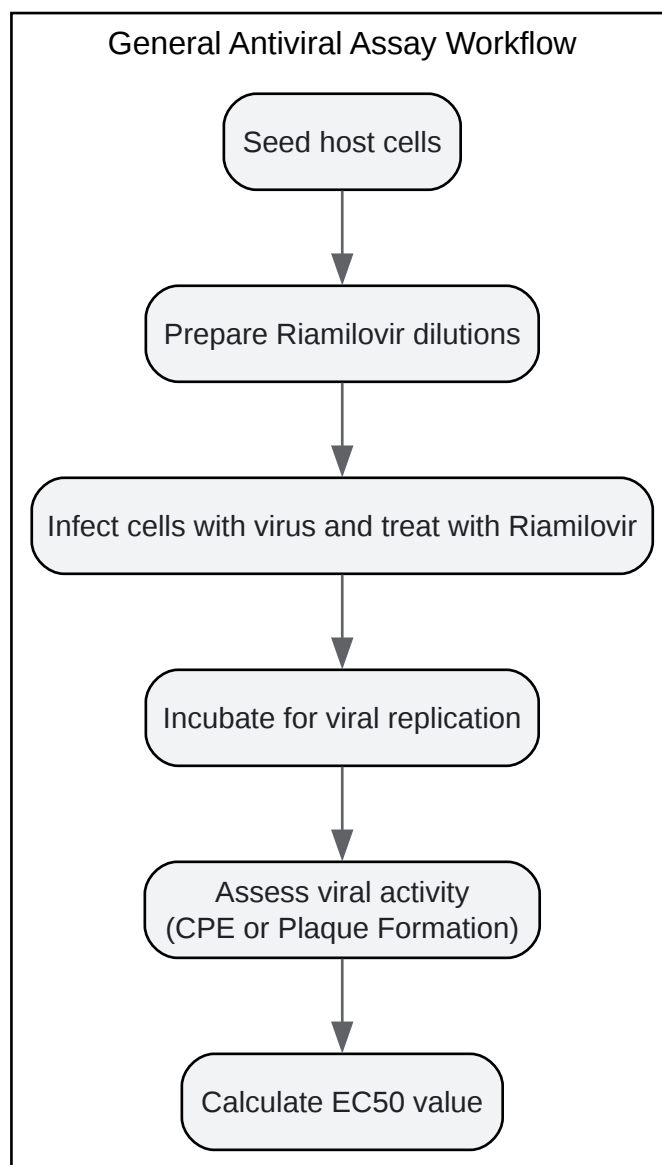 General Antiviral Assay Workflow
Seed host cells
Prepare Riamilovir dilutions
Infect cells with virus and treat with Riamilovir
Incubate for viral replication
Assess viral activity
(CPE or Plaque Formation)
Calculate EC50 value